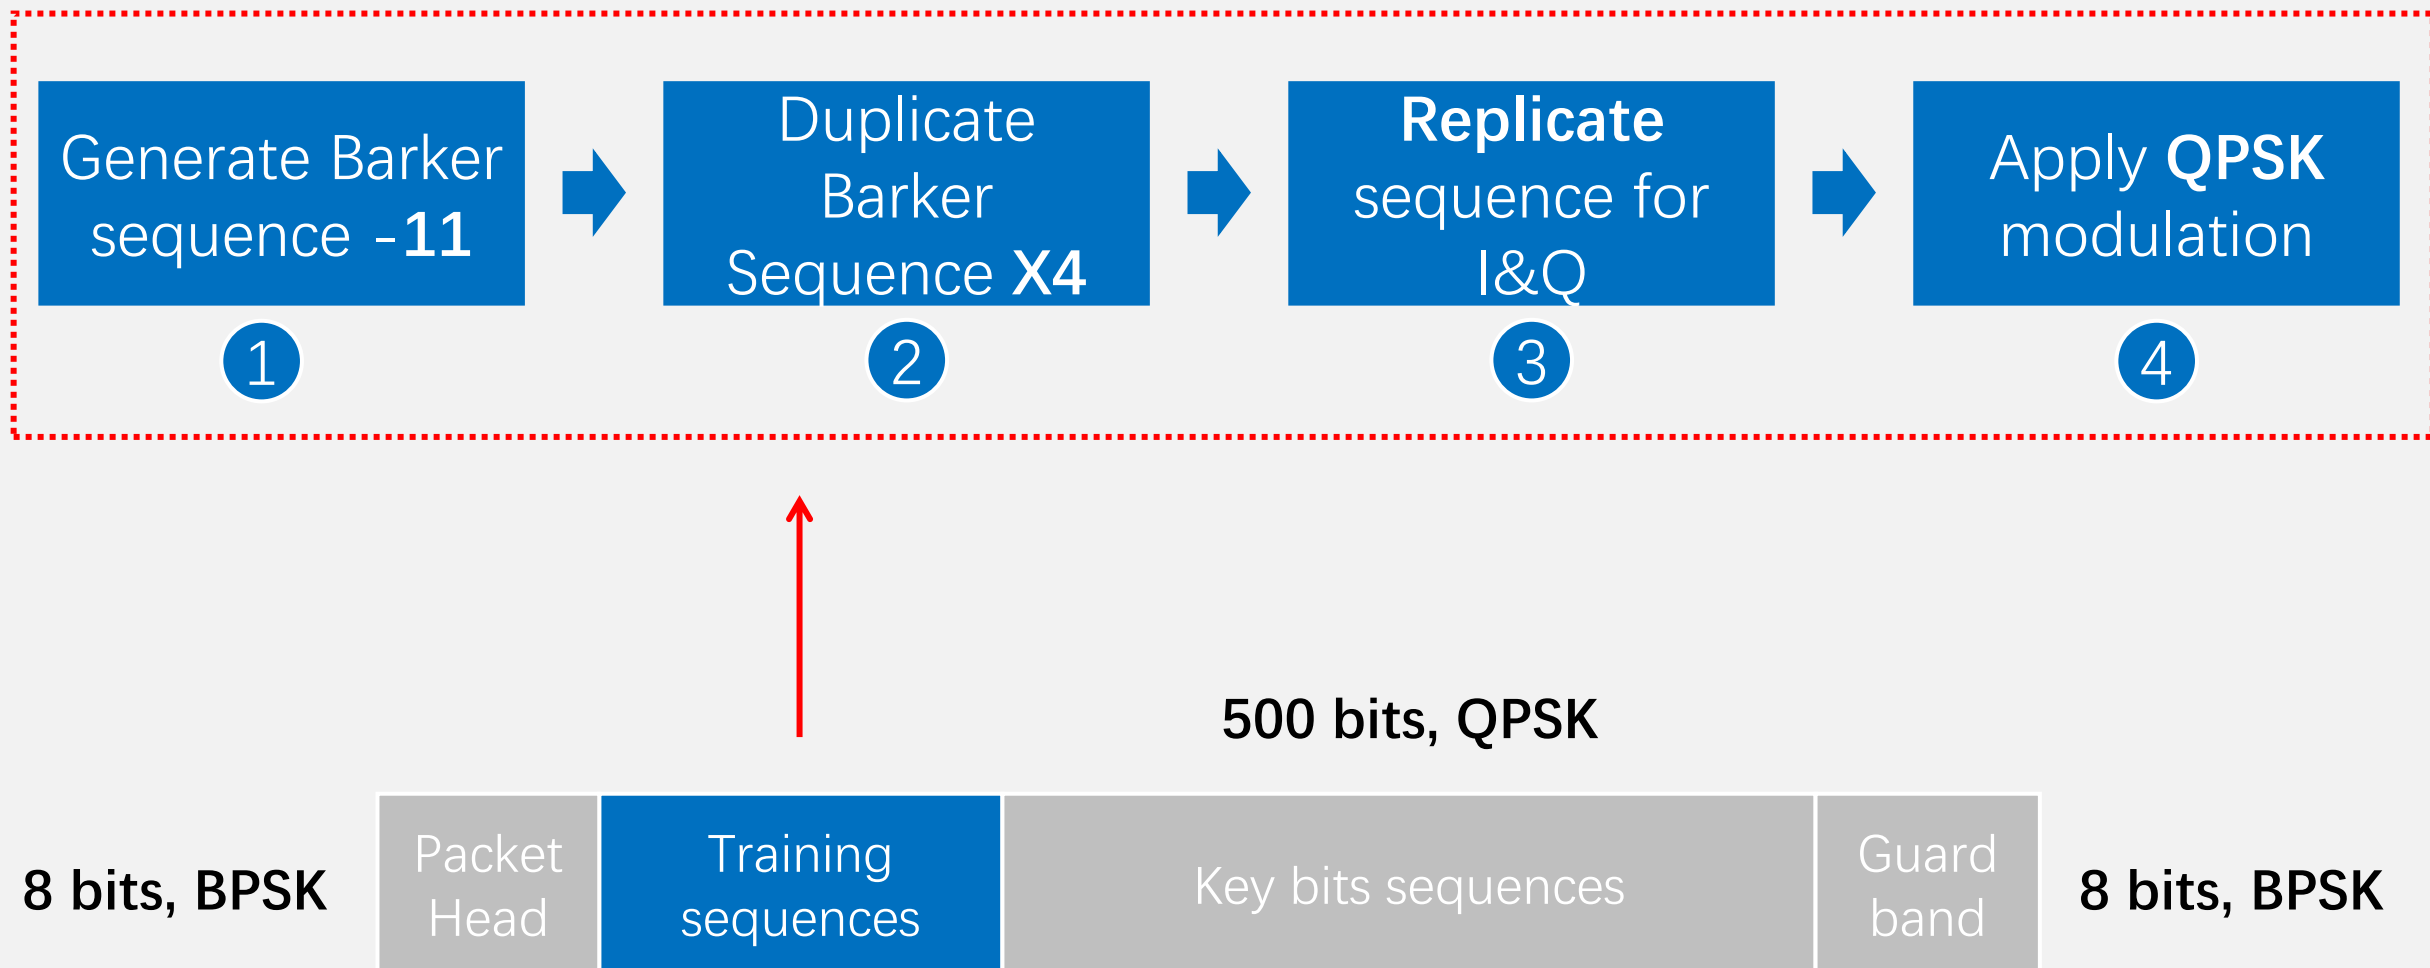 Generate Barker
sequence -11
1
Duplicate
Barker
Sequence X4
2
Replicate
sequence for
I&Q
3
Apply QPSK
modulation
4
500 bits, QPSK
8 bits, BPSK
Packet
Head
Training
sequences
Key bits sequences
Guard
band
8 bits, BPSK